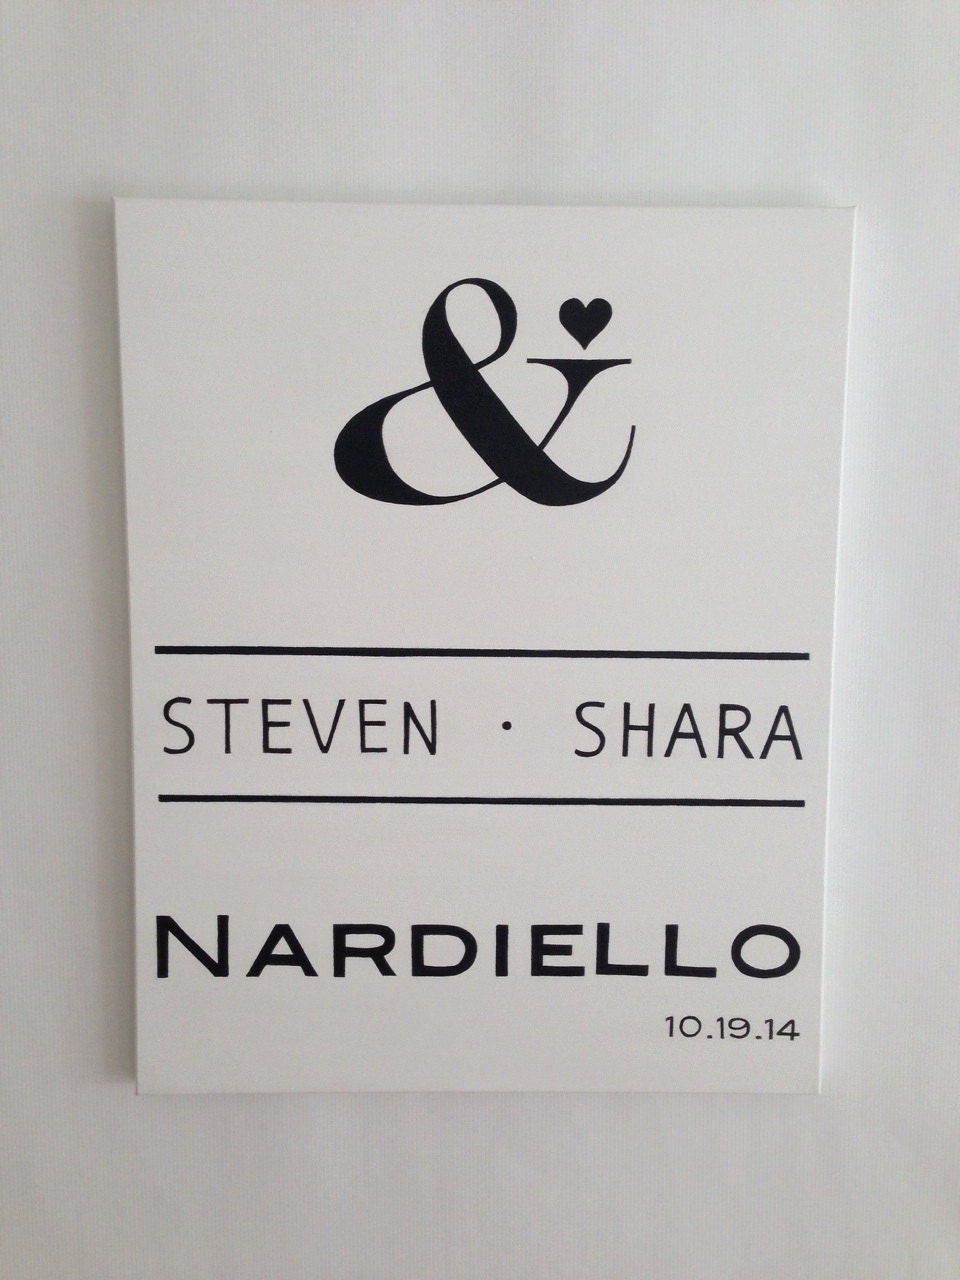 &
STEVEN · SHARA
NARDIELLO
10.19.14